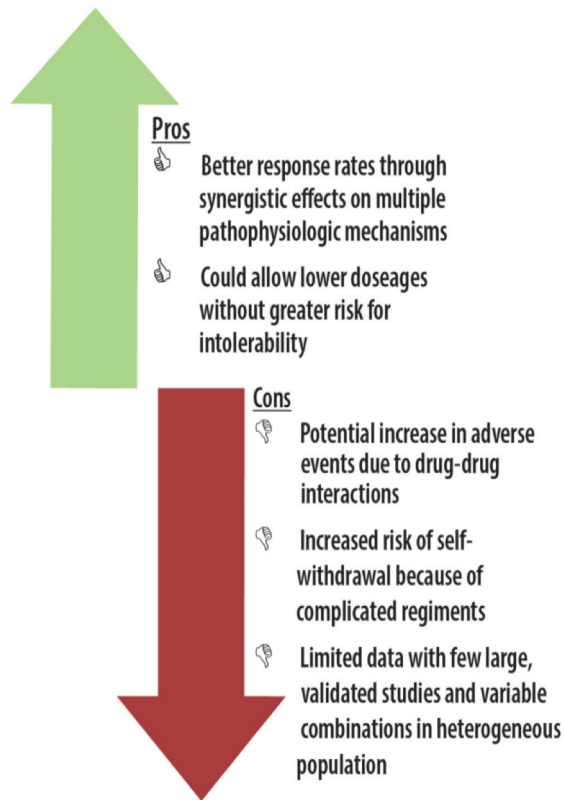 Pros
Better response rates through
synergistic effects on multiple
pathophysiologic mechanisms
Could allow lower doseages
without greater risk for
intolerability
Cons
Potential increase in adverse
events due to drug-drug
interactions
Increased risk of self-
withdrawal because of
complicated regiments
Limited data with few large,
validated studies and variable
combinations in heterogeneous
population